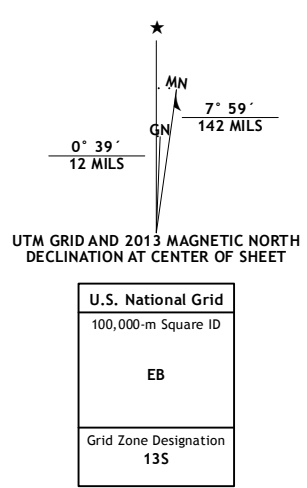 ★
MN
7° 59´
142 MILS
GN
0° 39´
12 MILS
UTM GRID AND 2013 MAGNETIC NORTH
DECLINATION AT CENTER OF SHEET
U.S. National Grid
100,000-m Square ID
EB
Grid Zone Designation
13S